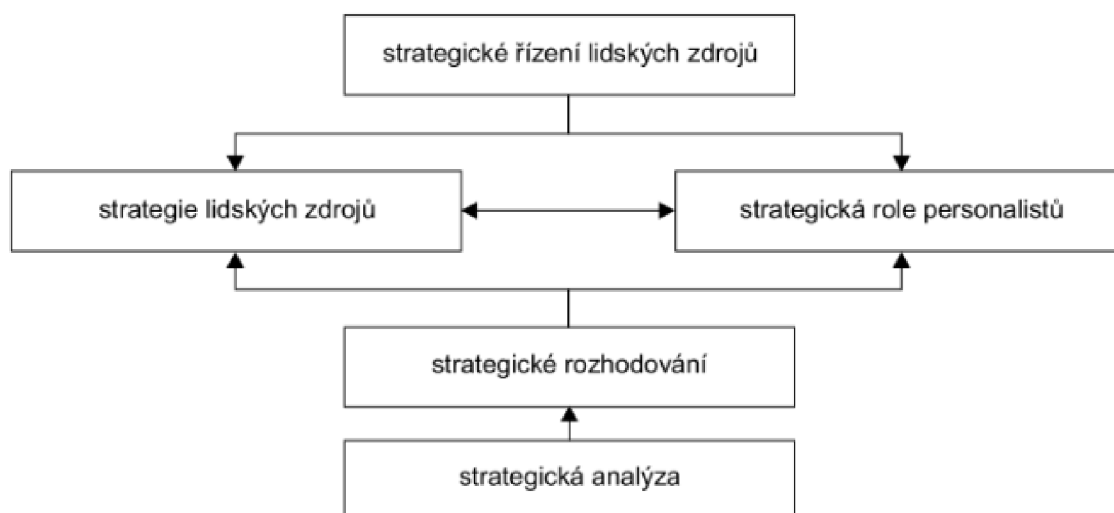 strategické řízení lidských zdrojů
strategie lidských zdrojů
strategická role personalistů
strategické rozhodování
strategická analýza